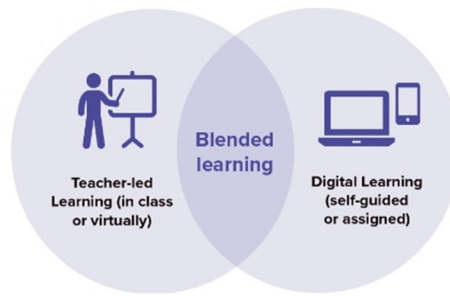 Blended
learning
Teacher-led
Learning (in class
or virtually)
Digital Learning
(self-guided
or assigned)